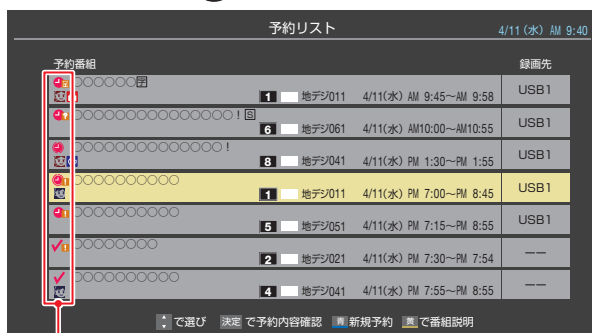 予約リスト
4/11 (水) AM 9:40
予約番組 録画先
○○○○○○字
1 地デジ011 4/11(水) AM 9:45～AM 9:58 USB1
○○○○○○○○○○○○○○○！S
6 地デジ061 4/11(水) AM10:00～AM10:55 USB1
○○○○○○○○○○○○○○！
8 地デジ041 4/11(水) PM 1:30～PM 1:55 USB1
○○○○○○○○○○
1 地デジ011 4/11(水) PM 7:00～PM 8:45 USB1
○○○○○○○○○○
5 地デジ051 4/11(水) PM 7:15～PM 8:55 USB1
○○○○○○○○
2 地デジ021 4/11(水) PM 7:30～PM 7:54 ーー
○○○○○○○○○○
4 地デジ041 4/11(水) PM 7:55～PM 8:55 ーー
で選び 決定 で予約内容確認 青 新規予約 黄 で番組説明